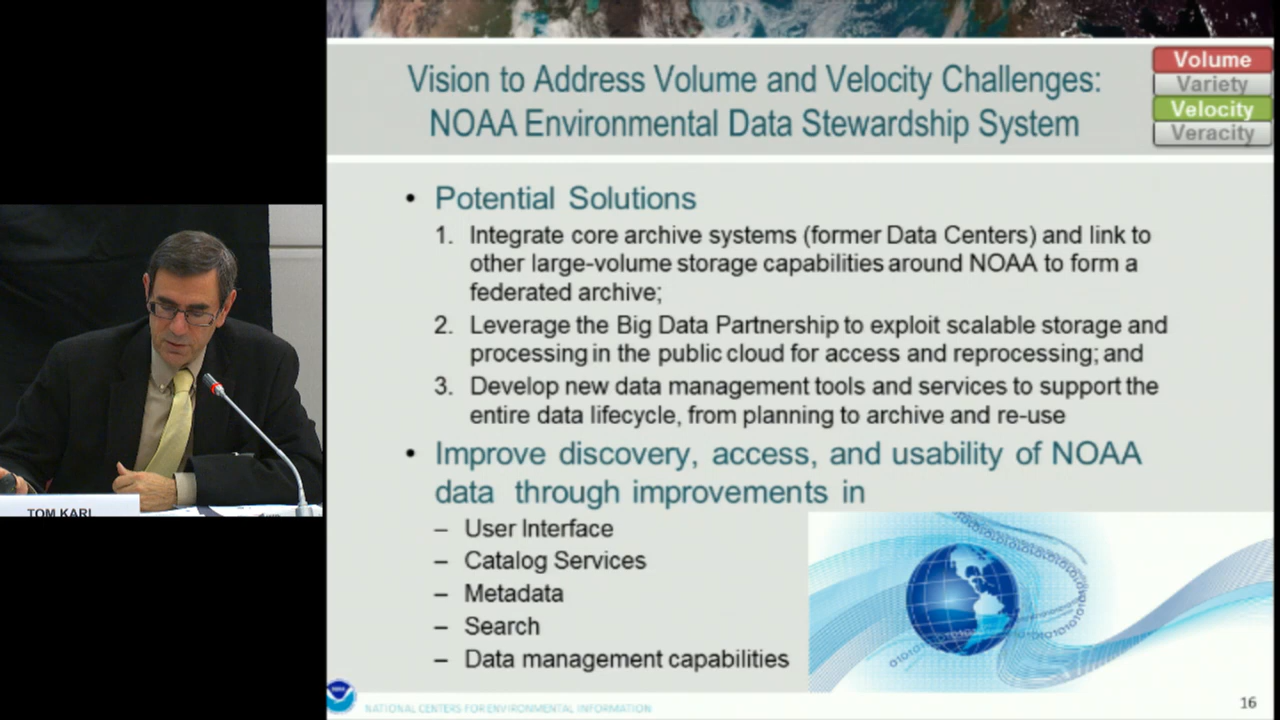 Vision to Address Volume and Velocity Challenges:
NOAA Environmental Data Stewardship System
Volume
Variety
Velocity
Veracity
• Potential Solutions
1. Integrate core archive systems (former Data Centers) and link to
other large-volume storage capabilities around NOAA to form a
federated archive;
2. Leverage the Big Data Partnership to exploit scalable storage and
processing in the public cloud for access and reprocessing; and
3. Develop new data management tools and services to support the
entire data lifecycle, from planning to archive and re-use
• Improve discovery, access, and usability of NOAA
data through improvements in
– User Interface
– Catalog Services
– Metadata
– Search
– Data management capabilities
TOM KARL
NATIONAL CENTERS FOR ENVIRONMENTAL INFORMATION
16